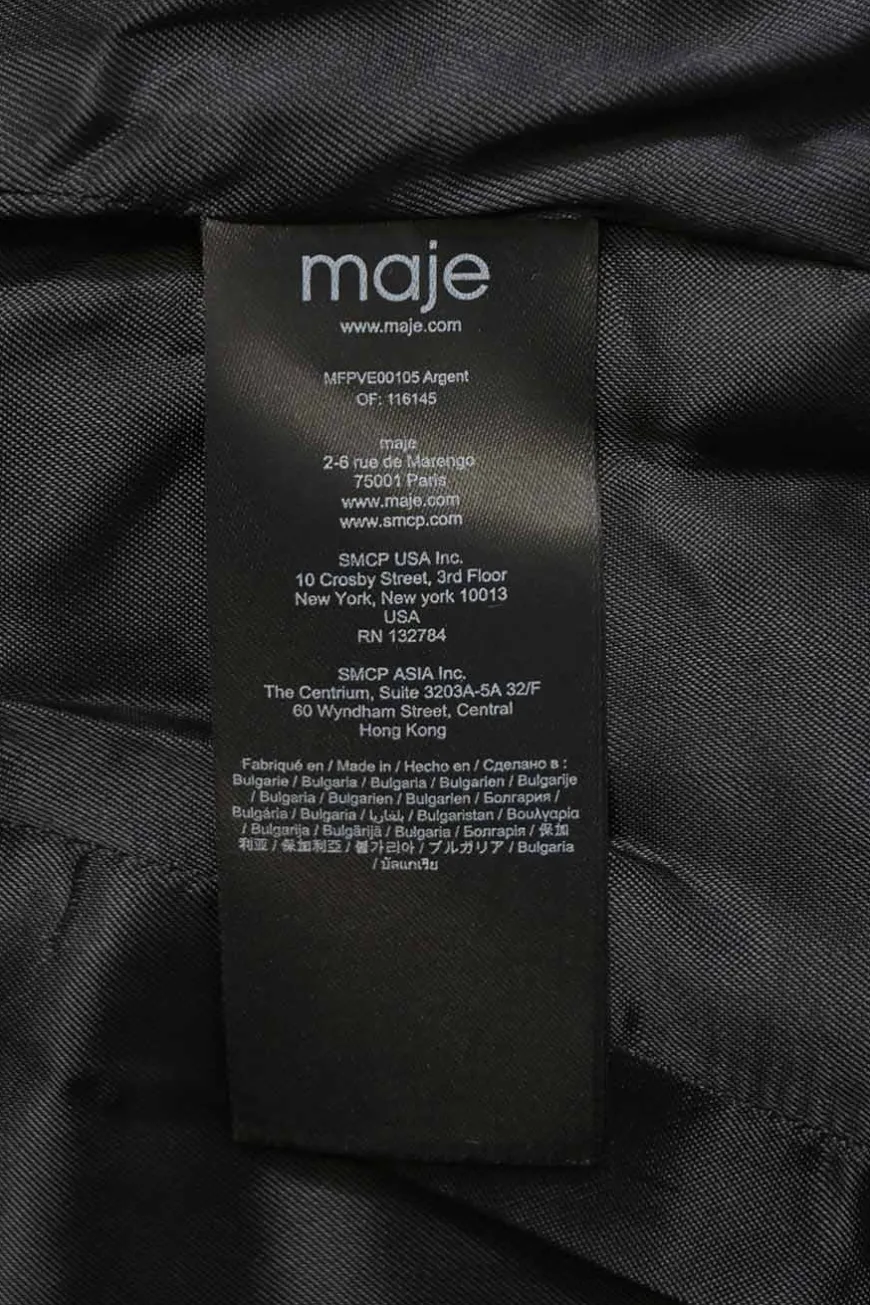 maje
www.maje.com
MFPVE00105 Argent
OF: 116145
maje
2-6 rue de Marengo
75001 Paris
www.maje.com
www.smcp.com
SMCP USA Inc.
10 Crosby Street, 3rd Floor
New York, New york 10013
USA
RN 132784
SMCP ASIA Inc.
The Centrium, Suite 3203A-5A 32/F
60 Wyndham Street, Central
Hong Kong
Fabriqué en / Made in / Hecho en / Сделано в :
Bulgarie / Bulgaria / Bulgaria / Bulgarien / Bulgarije
/ Bulgaria / Bulgarien / Bulgarien / Болгария /
Bulgária / Bulgaria / بلغاريا / Bulgaristan / Βουλγαρία
/ Bulgarija / Bulgārijā / Bulgaria / Болгарія / 保加
利亚 / 保加利亞 / 불가리아 / ブルガリア / Bulgaria
/ บัลแกเรีย